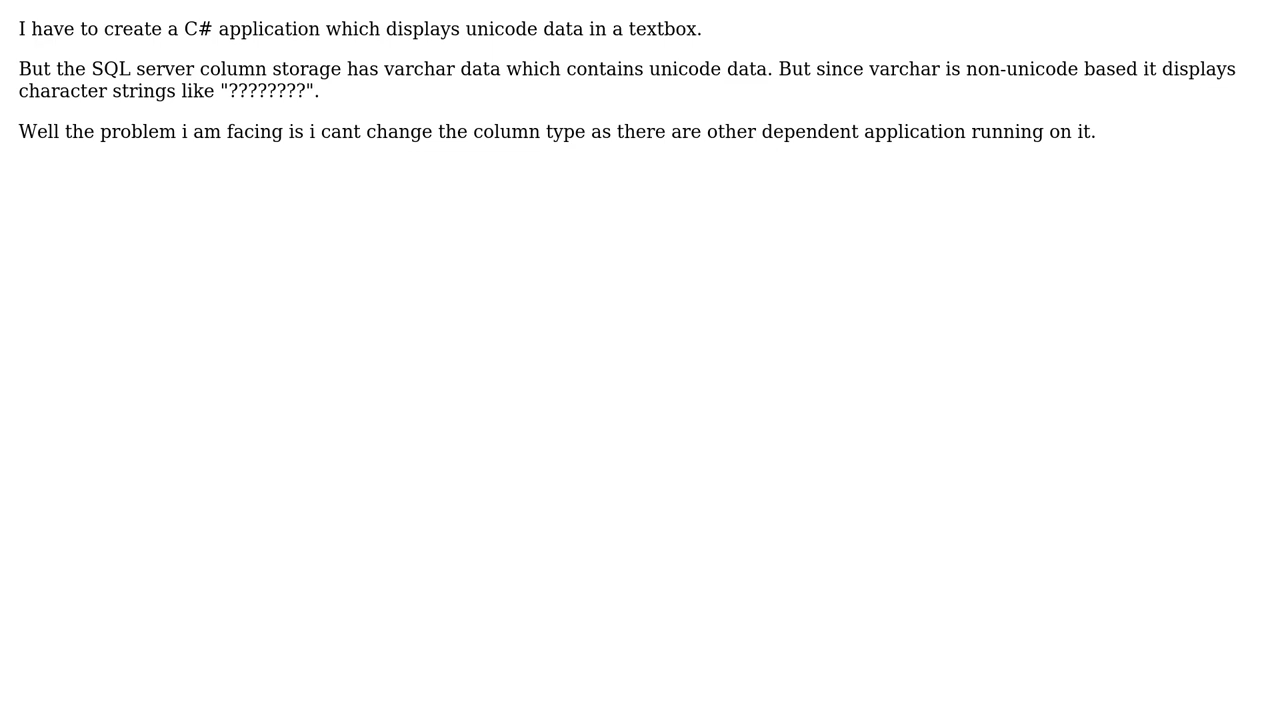 I have to create a C# application which displays unicode data in a textbox.
But the SQL server column storage has varchar data which contains unicode data. But since varchar is non-unicode based it displays
character strings like "????????".
Well the problem i am facing is i cant change the column type as there are other dependent application running on it.